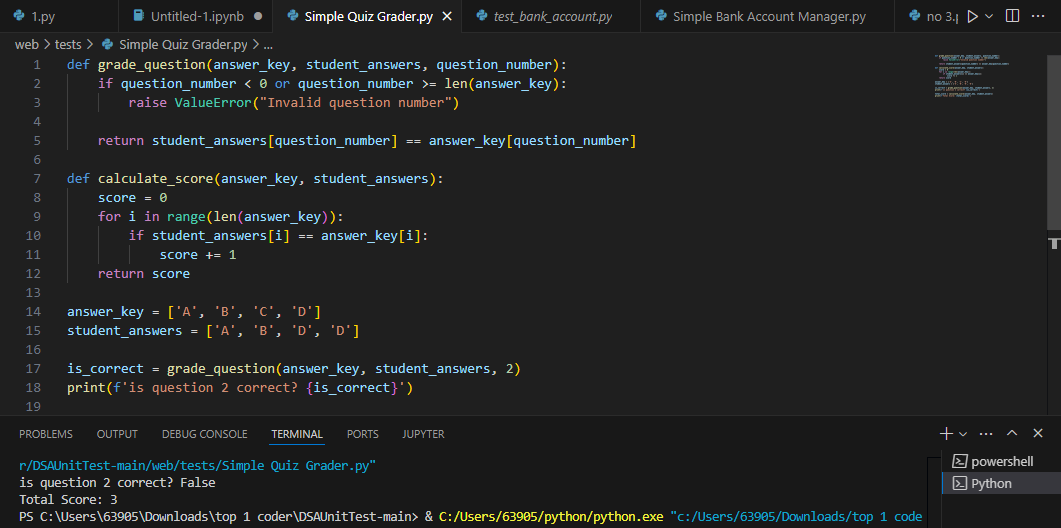 1.py Untitled-1.ipynb Simple Quiz Grader.py test_bank_account.py Simple Bank Account Manager.py no 3.p
web > tests > Simple Quiz Grader.py > ...
1 def grade_question(answer_key, student_answers, question_number):
2 if question_number < 0 or question_number >= len(answer_key):
3 raise ValueError("Invalid question number")
4
5 return student_answers[question_number] == answer_key[question_number]
6
7 def calculate_score(answer_key, student_answers):
8 score = 0
9 for i in range(len(answer_key)):
10 if student_answers[i] == answer_key[i]:
11 score += 1
12 return score
13
14 answer_key = ['A', 'B', 'C', 'D']
15 student_answers = ['A', 'B', 'D', 'D']
16
17 is_correct = grade_question(answer_key, student_answers, 2)
18 print(f'is question 2 correct? {is_correct}')
19
PROBLEMS OUTPUT DEBUG CONSOLE TERMINAL PORTS JUPYTER
r/DSAUnitTest-main/web/tests/Simple Quiz Grader.py"
is question 2 correct? False
Total Score: 3
PS C:\Users\63905\Downloads\top 1 coder\DSAUnitTest-main> & C:/Users/63905/python/python.exe "c:/Users/63905/Downloads/top 1 code
powershell
Python